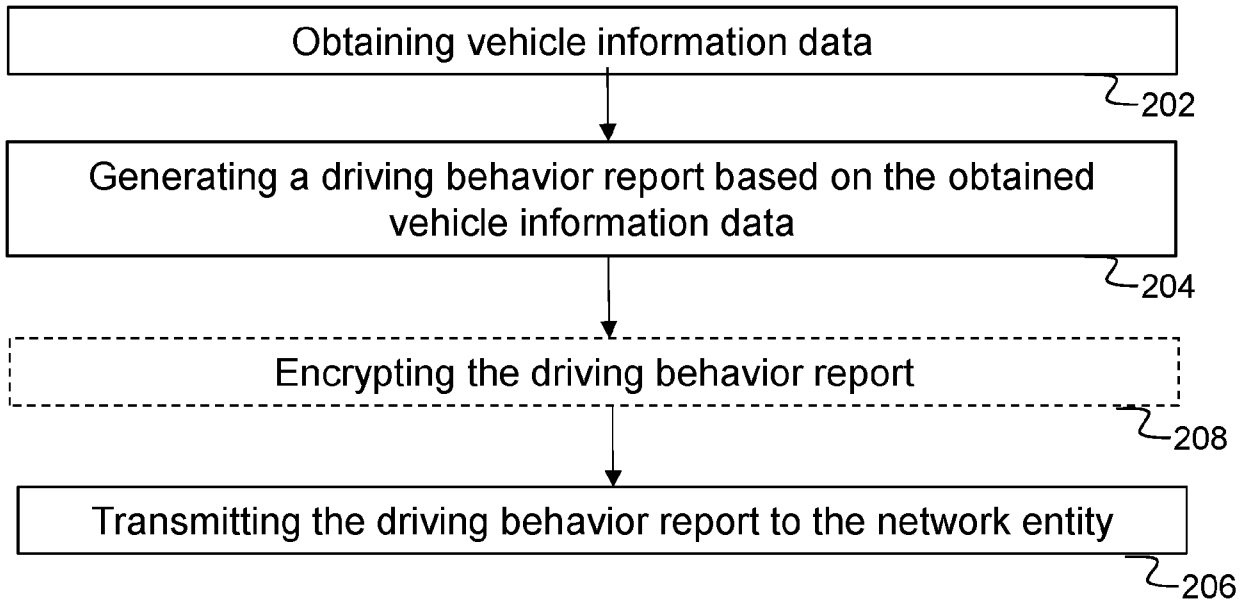 Obtaining vehicle information data
202
Generating a driving behavior report based on the obtained
vehicle information data
204
Encrypting the driving behavior report
208
Transmitting the driving behavior report to the network entity
206